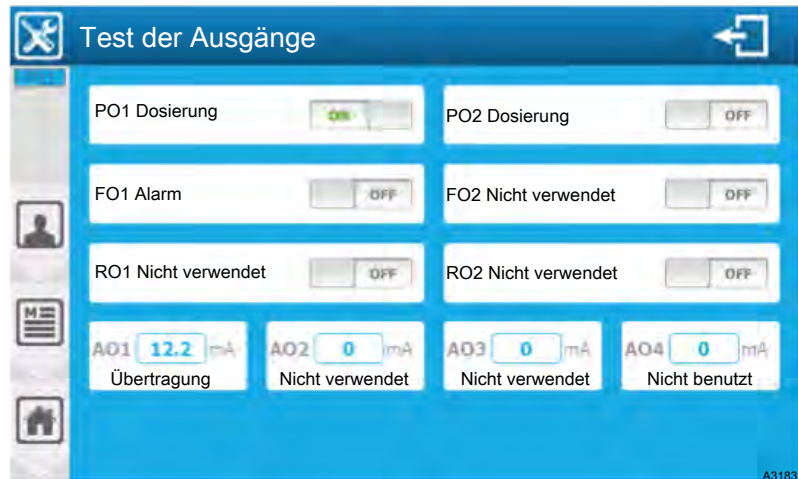 Test der Ausgänge
PO1 Dosierung ON
PO2 Dosierung OFF
FO1 Alarm OFF
FO2 Nicht verwendet OFF
RO1 Nicht verwendet OFF
RO2 Nicht verwendet OFF
AO1 12.2 mA
Übertragung
AO2 0 mA
Nicht verwendet
AO3 0 mA
Nicht verwendet
AO4 0 mA
Nicht benutzt
M
A3183